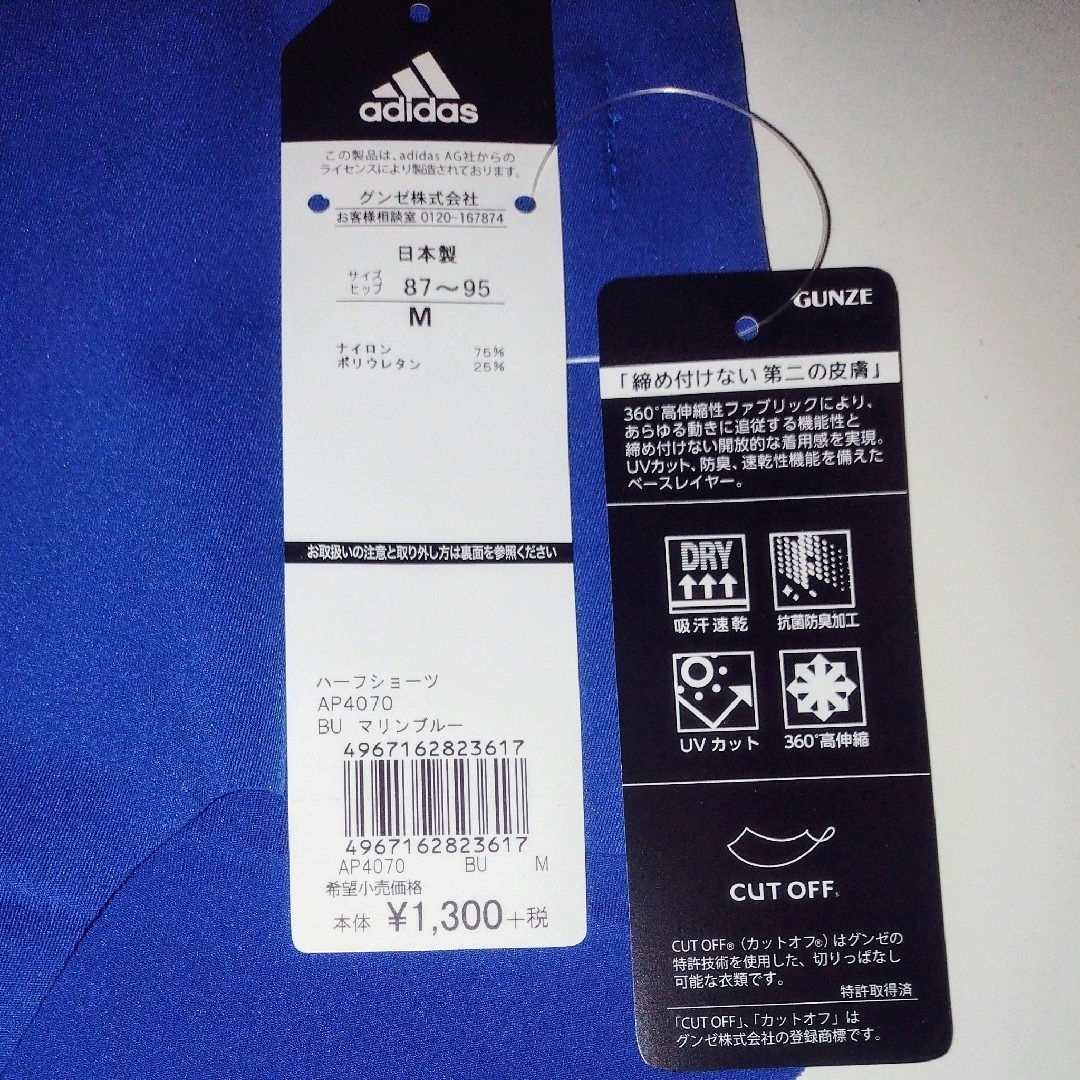 adidas
この製品は、adidas AG社からの
ライセンスにより製造されております。
グンゼ株式会社
お客様相談室 0120-167874
日本製
サイズ
ヒップ 87～95
M
ナイロン 75%
ポリウレタン 25%
お取扱いの注意と取り外し方は裏面を参照ください
ハーフショーツ
AP4070
BU マリンブルー
4967162823617
4967162823617
AP4070 BU M
希望小売価格
本体 ¥1,300+税
GUNZE
「締め付けない 第二の皮膚」
360°高伸縮性ファブリックにより、
あらゆる動きに追従する機能性と
締め付けない開放的な着用感を実現。
UVカット、防臭、速乾性機能を備えた
ベースレイヤー。
DRY
吸汗速乾 抗菌防臭加工
UVカット 360°高伸縮
CUT OFF®
CUT OFF®（カットオフ®）はグンゼの
特許技術を使用した、切りっぱなし
可能な衣類です。
特許取得済
「CUT OFF」、「カットオフ」は
グンゼ株式会社の登録商標です。